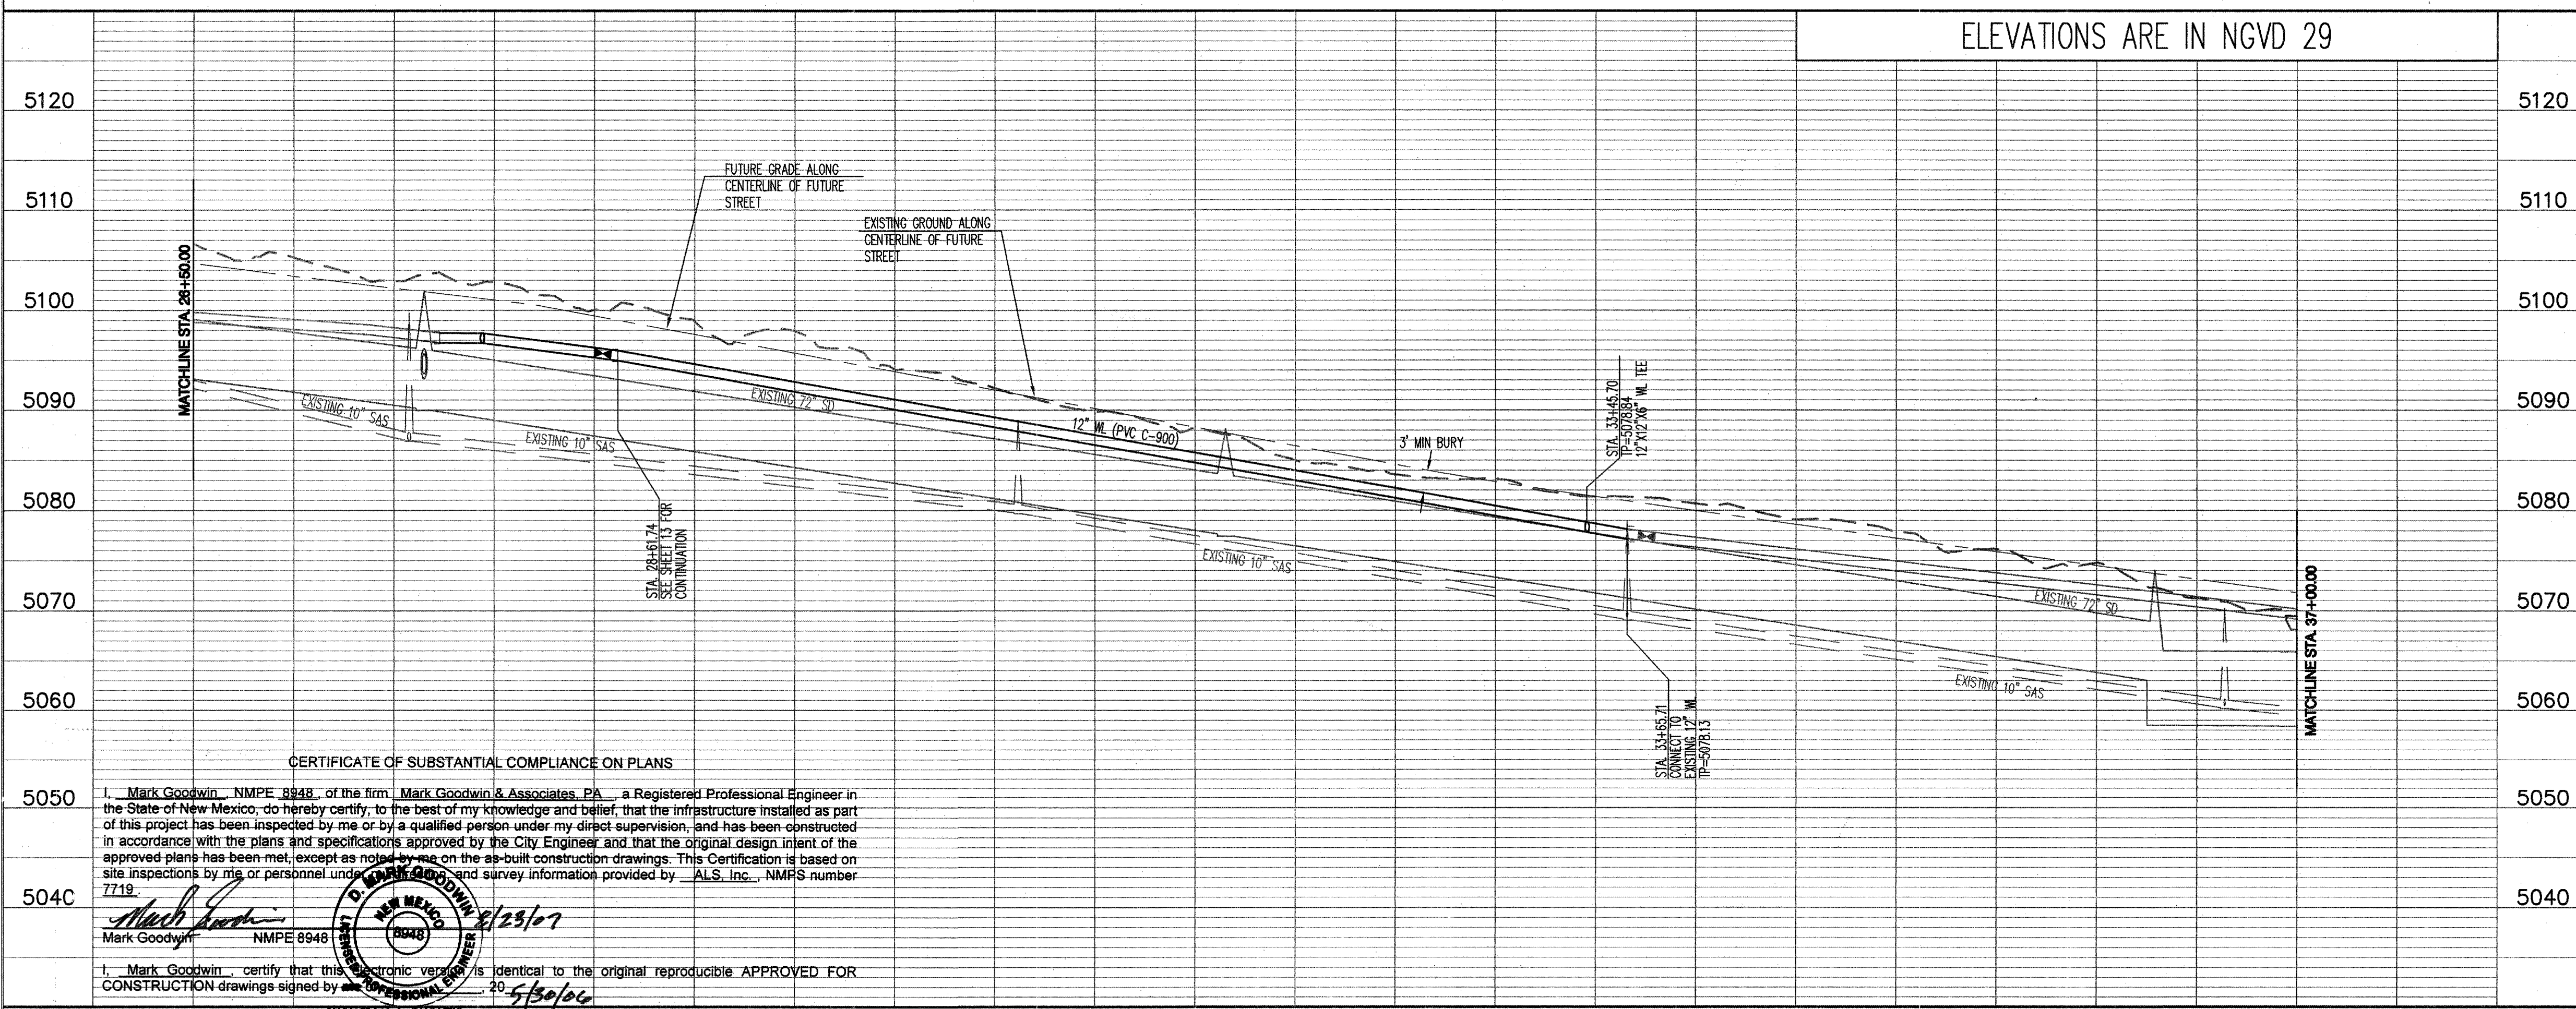 ELEVATIONS ARE IN NGVD 29
5120
5120
5110
5110
5100
5100
5090
5090
5080
5080
5070
5070
5060
5060
5050
5050
5040
5040
MATCHLINE STA. 26+50.00
FUTURE GRADE ALONG
CENTERLINE OF FUTURE
STREET
EXISTING GROUND ALONG
CENTERLINE OF FUTURE
STREET
EXISTING 10" SAS
EXISTING 10" SAS
EXISTING 72" SD
12" WL (PVC C-900)
3' MIN BURY
STA. 28+61.74
SEE SHEET 13 FOR
CONTINUATION
STA. 33+45.70
TP=5078.84
12"X12"X6" WL TEE
EXISTING 10" SAS
STA. 33+65.71
CONNECT TO
EXISTING 12" WL
TP=5078.13
EXISTING 72" SD
EXISTING 10" SAS
MATCHLINE STA. 37+00.00
CERTIFICATE OF SUBSTANTIAL COMPLIANCE ON PLANS
I, Mark Goodwin, NMPE 8948, of the firm Mark Goodwin & Associates, PA, a Registered Professional Engineer in
the State of New Mexico, do hereby certify, to the best of my knowledge and belief, that the infrastructure installed as part
of this project has been inspected by me or by a qualified person under my direct supervision, and has been constructed
in accordance with the plans and specifications approved by the City Engineer and that the original design intent of the
approved plans has been met, except as noted by me on the as-built construction drawings. This Certification is based on
site inspections by me or personnel under and survey information provided by ALS, Inc., NMPS number
7719.
Mark Goodwin
8/23/07
Mark Goodwin NMPE 8948
D. MARK GOODWIN
NEW MEXICO
8948
LICENSED PROFESSIONAL ENGINEER
I, Mark Goodwin, certify that this electronic version is identical to the original reproducible APPROVED FOR
CONSTRUCTION drawings signed by , 20 5/30/06